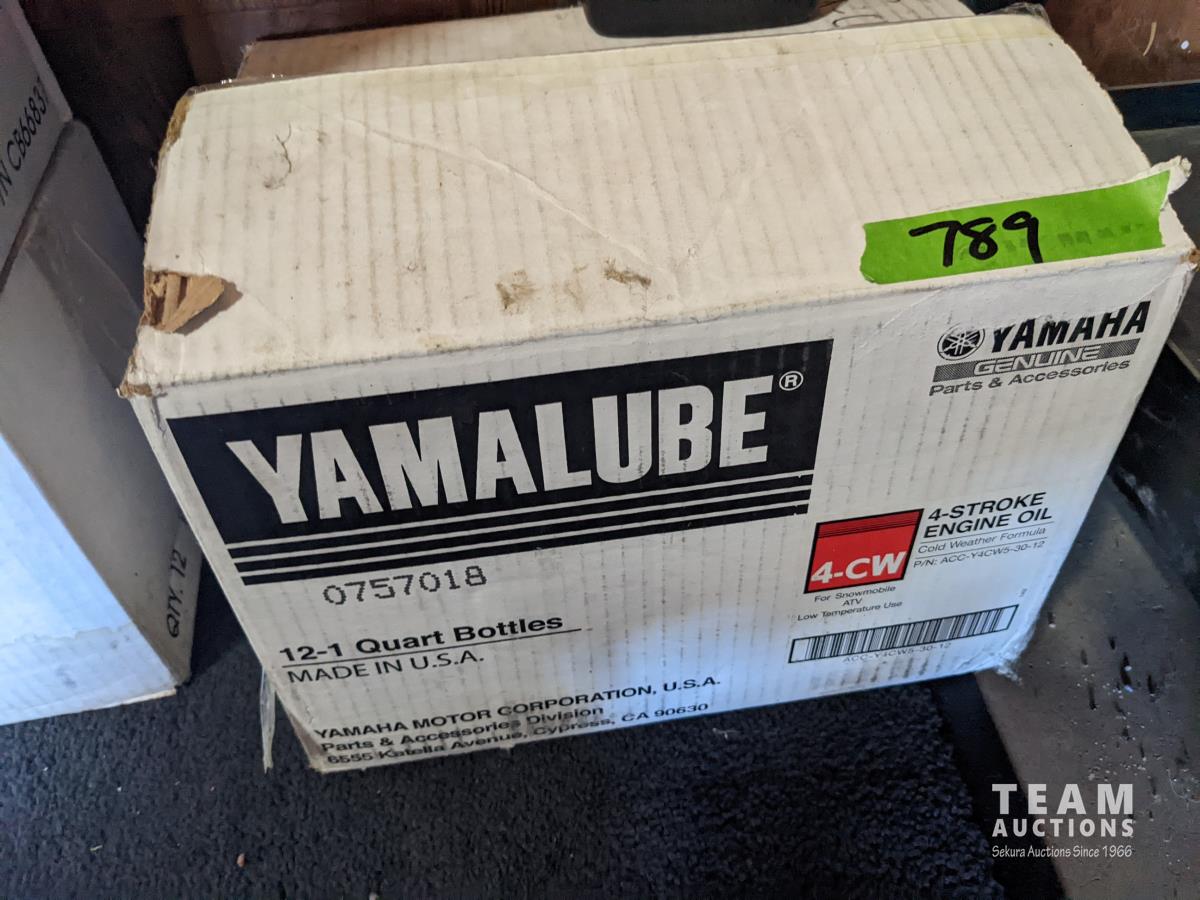 789
YAMAHA
GENUINE
Parts & Accessories
YAMALUBE®
4-STROKE
ENGINE OIL
Cold Weather Formula
P/N: ACC-Y4CW5-30-12
4-CW
For Snowmobile
ATV
Low Temperature Use
ACC-Y4CW5-30-12
0757018
12-1 Quart Bottles
MADE IN U.S.A.
YAMAHA MOTOR CORPORATION, U.S.A.
Parts & Accessories Division
6555 Katella Avenue, Cypress, CA 90630
QTY. 12
TEAM
AUCTIONS
Sekura Auctions Since 1966